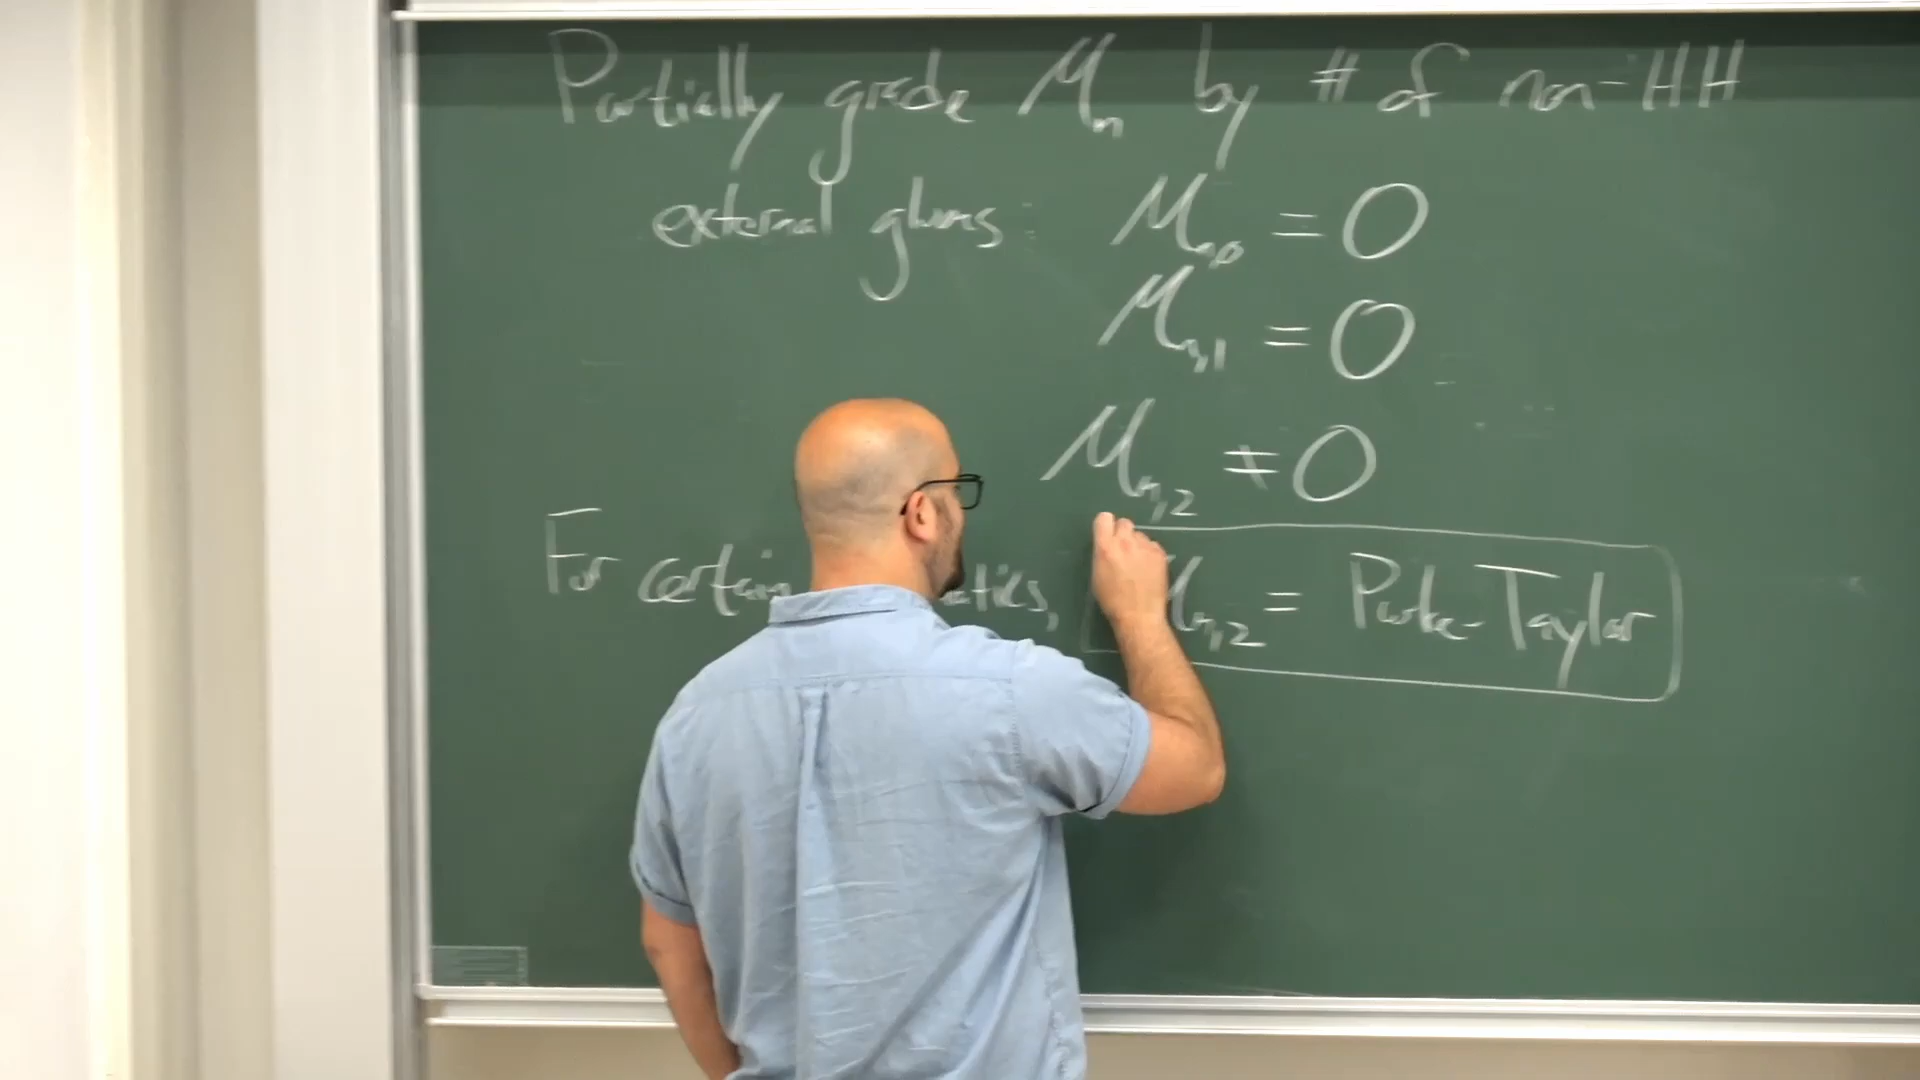 Partially grade Mn by # of non-HH
external gluons: Mn,0 = 0
Mn,1 = 0
Mn,2 ≠ 0
For certain
Mn,2 = Parke-Taylor